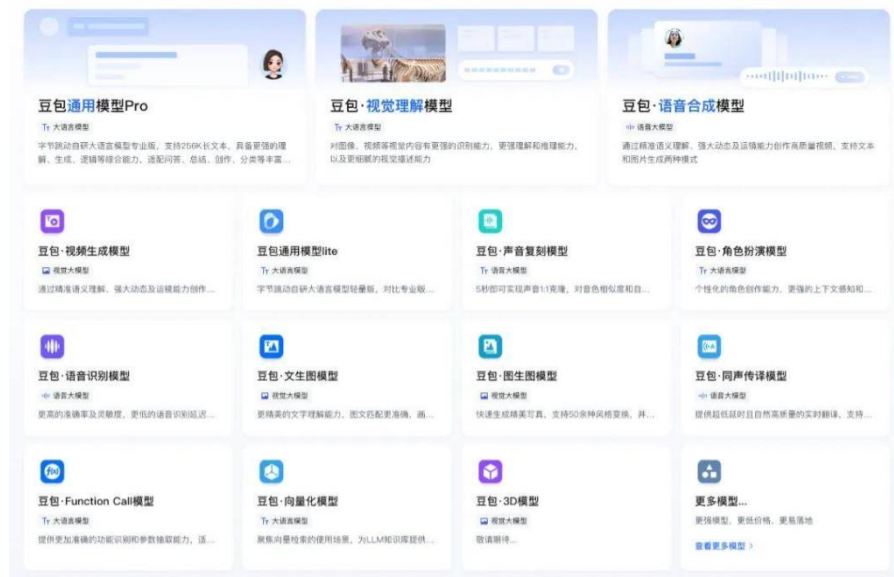 豆包通用模型Pro
大语言模型
字节跳动自研大语言模型专业版，支持256K长文本，具备更强的理
解、生成、逻辑等综合能力，适配问答、总结、创作、分类等丰富...
豆包·视觉理解模型
大语言模型
对图像、视频等视觉内容有更强的识别能力，更强理解和推理能力，
以及更细腻的视觉描述能力
豆包·语音合成模型
语音大模型
通过精准语义理解、强大动态及运镜能力创作高质量视频，支持文本
和图片生成两种模式
豆包·视频生成模型
视觉大模型
通过精准语义理解、强大动态及运镜能力创作...
豆包通用模型lite
大语言模型
字节跳动自研大语言模型轻量版，对比专业版...
豆包·声音复刻模型
语音大模型
5秒即可实现声音1:1克隆，对音色相似度和自...
豆包·角色扮演模型
大语言模型
个性化的角色创作能力，更强的上下文感知和...
豆包·语音识别模型
语音大模型
更高的准确率及灵敏度，更低的语音识别延迟...
豆包·文生图模型
视觉大模型
更精美的文字理解能力，图文匹配更准确，画...
豆包·图生图模型
视觉大模型
快速生成精美写真，支持50余种风格变换，并...
豆包·同声传译模型
语音大模型
提供超低延时且自然高质量的实时翻译，支持...
豆包·Function Call模型
大语言模型
提供更加准确的功能识别和参数抽取能力，适...
豆包·向量化模型
大语言模型
聚焦向量检索的使用场景，为LLM知识库提供...
豆包·3D模型
视觉大模型
敬请期待...
更多模型...
更强模型、更低价格、更易落地
查看更多模型 >